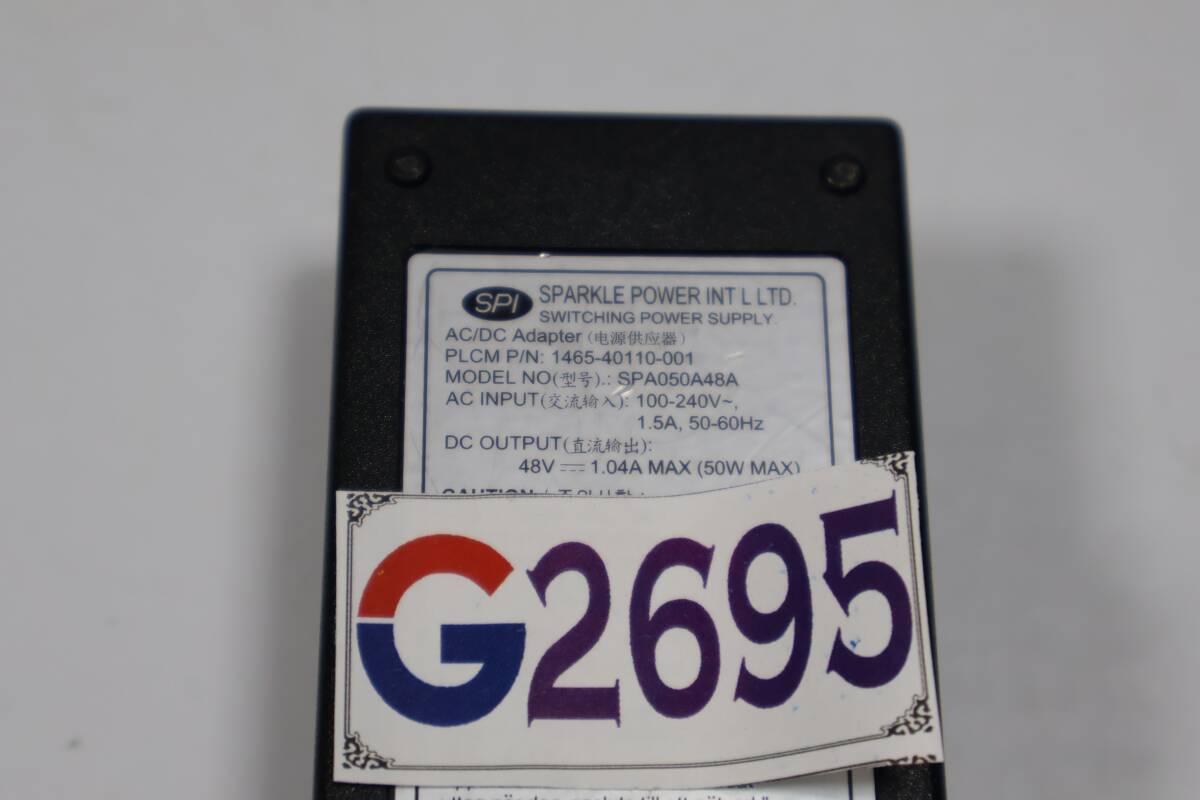 SPI SPARKLE POWER INT L LTD.
SWITCHING POWER SUPPLY.
AC/DC Adapter (电源供应器)
PLCM P/N: 1465-40110-001
MODEL NO(型号).: SPA050A48A
AC INPUT(交流输入): 100-240V~,
1.5A, 50-60Hz
DC OUTPUT(直流输出):
48V⎓1.04A MAX (50W MAX)
CAUTION
G2695